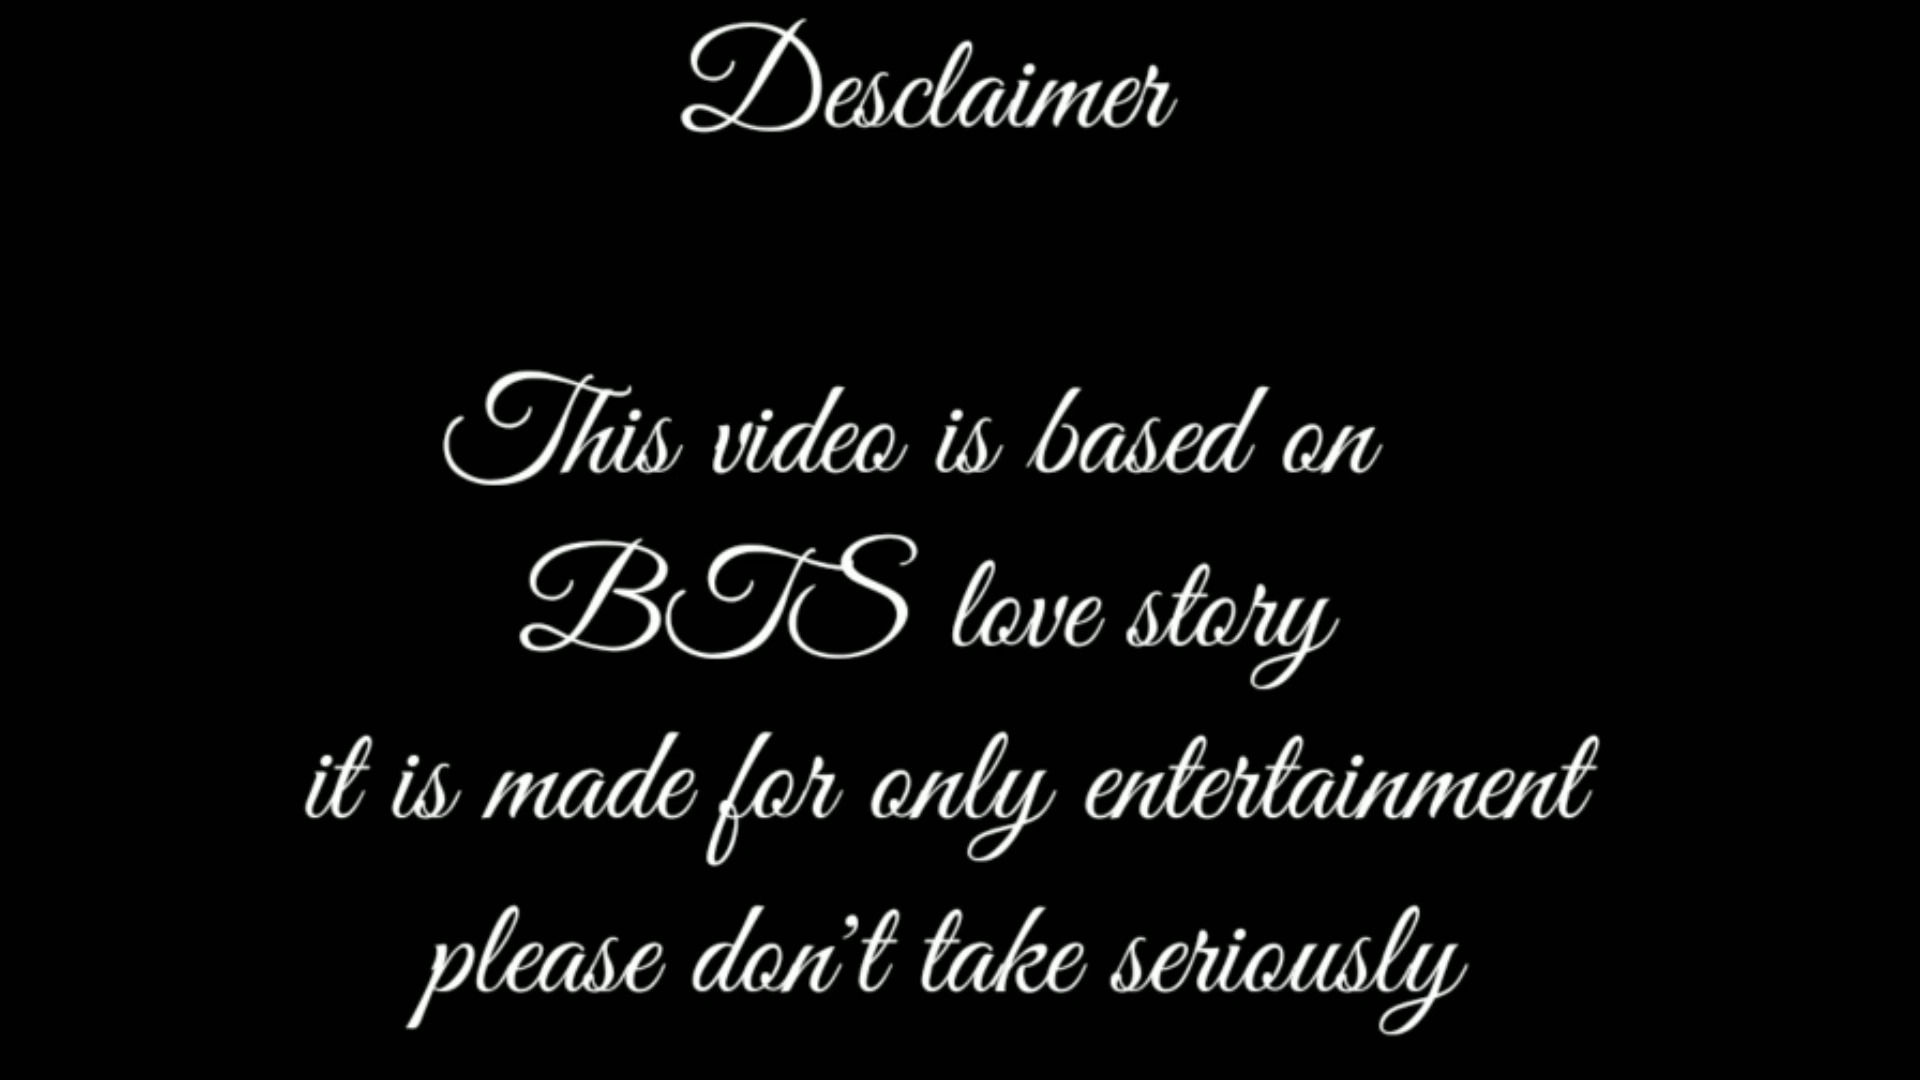 Desclaimer
This video is based on
BTS love story
it is made for only entertainment
please don't take seriously